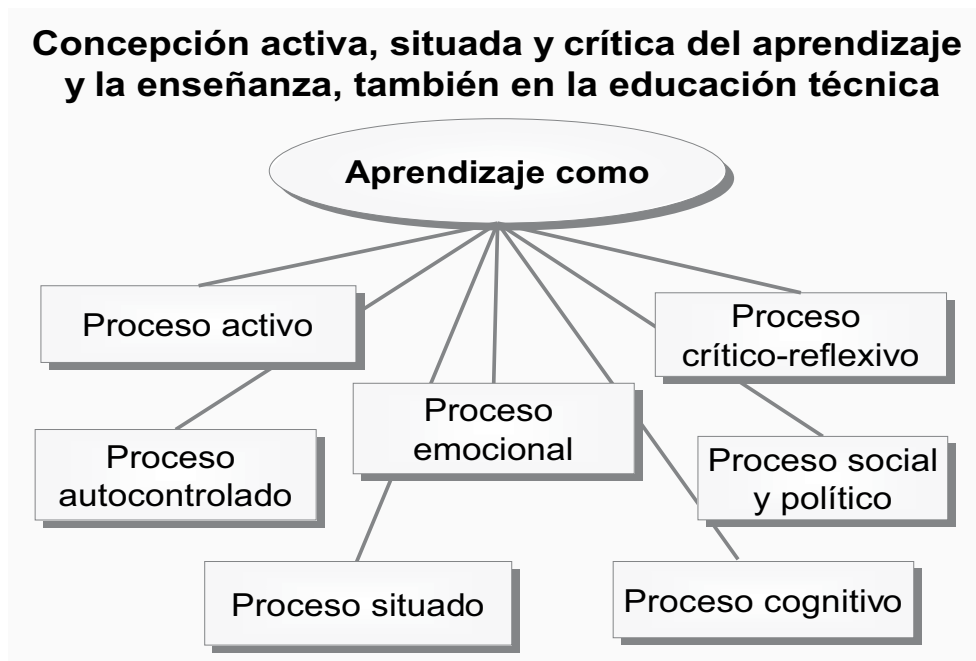 Concepción activa, situada y crítica del aprendizaje
y la enseñanza, también en la educación técnica
Aprendizaje como
Proceso activo
Proceso
crítico-reflexivo
Proceso
emocional
Proceso
autocontrolado
Proceso social
y político
Proceso situado
Proceso cognitivo